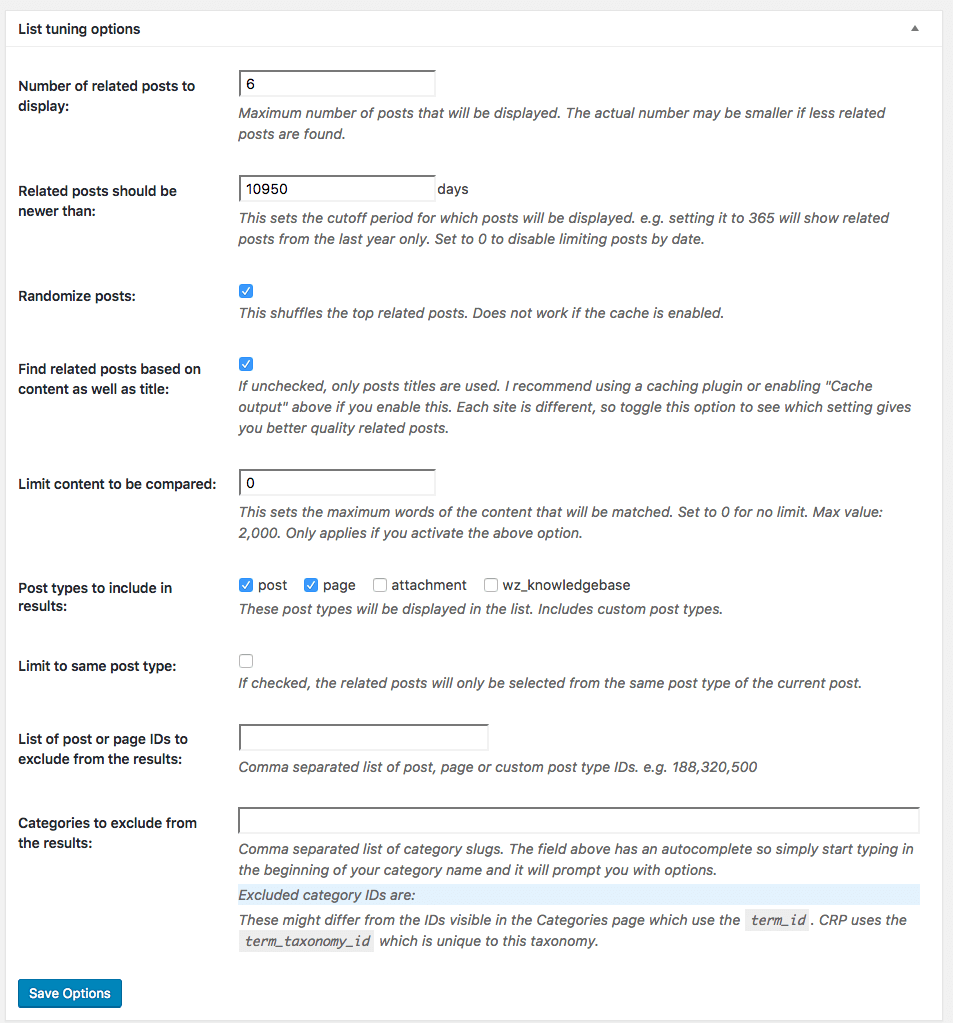 List tuning options
Number of related posts to
display:
6
Maximum number of posts that will be displayed. The actual number may be smaller if less related
posts are found.
Related posts should be
newer than:
10950 days
This sets the cutoff period for which posts will be displayed. e.g. setting it to 365 will show related
posts from the last year only. Set to 0 to disable limiting posts by date.
Randomize posts:
This shuffles the top related posts. Does not work if the cache is enabled.
Find related posts based on
content as well as title:
If unchecked, only posts titles are used. I recommend using a caching plugin or enabling "Cache
output" above if you enable this. Each site is different, so toggle this option to see which setting gives
you better quality related posts.
Limit content to be compared:
0
This sets the maximum words of the content that will be matched. Set to 0 for no limit. Max value:
2,000. Only applies if you activate the above option.
Post types to include in
results:
post page attachment wz_knowledgebase
These post types will be displayed in the list. Includes custom post types.
Limit to same post type:
If checked, the related posts will only be selected from the same post type of the current post.
List of post or page IDs to
exclude from the results:
Comma separated list of post, page or custom post type IDs. e.g. 188,320,500
Categories to exclude from
the results:
Comma separated list of category slugs. The field above has an autocomplete so simply start typing in
the beginning of your category name and it will prompt you with options.
Excluded category IDs are:
These might differ from the IDs visible in the Categories page which use the term_id . CRP uses the
term_taxonomy_id which is unique to this taxonomy.
Save Options